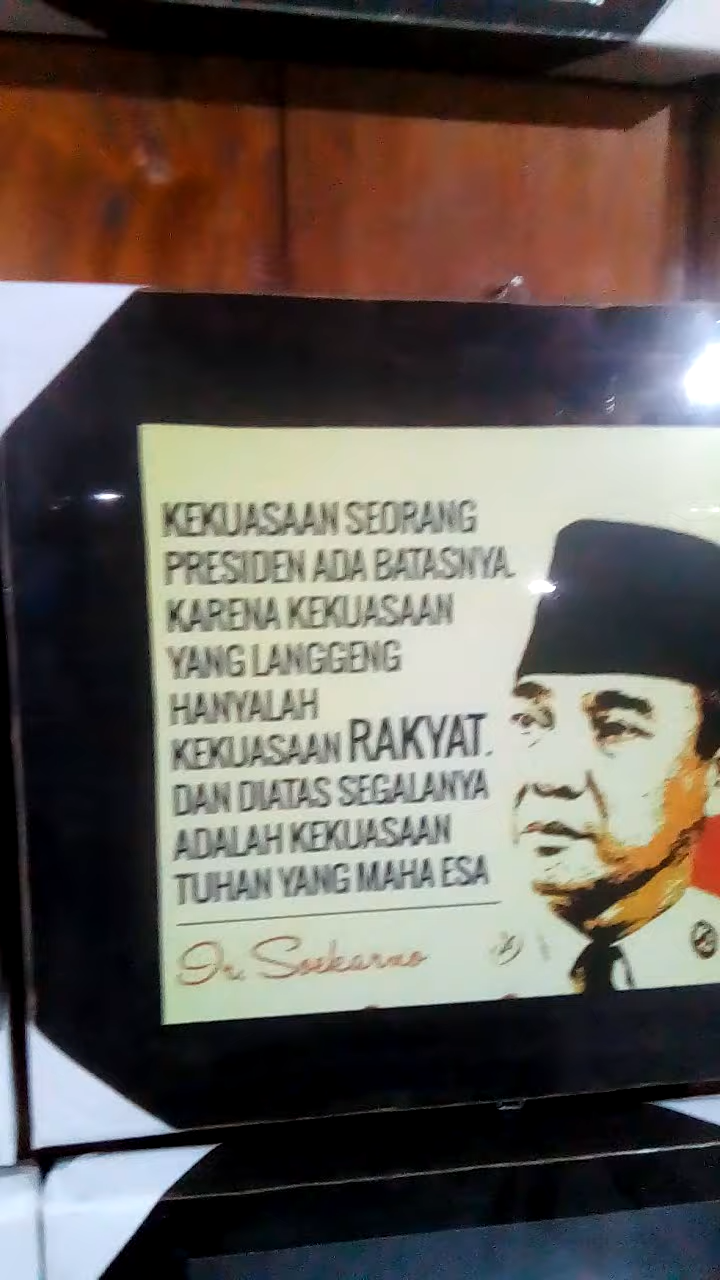 KEKUASAAN SEORANG
PRESIDEN ADA BATASNYA.
KARENA KEKUASAAN
YANG LANGGENG
HANYALAH
KEKUASAAN RAKYAT.
DAN DIATAS SEGALANYA
ADALAH KEKUASAAN
TUHAN YANG MAHA ESA
Ir. Soekarno